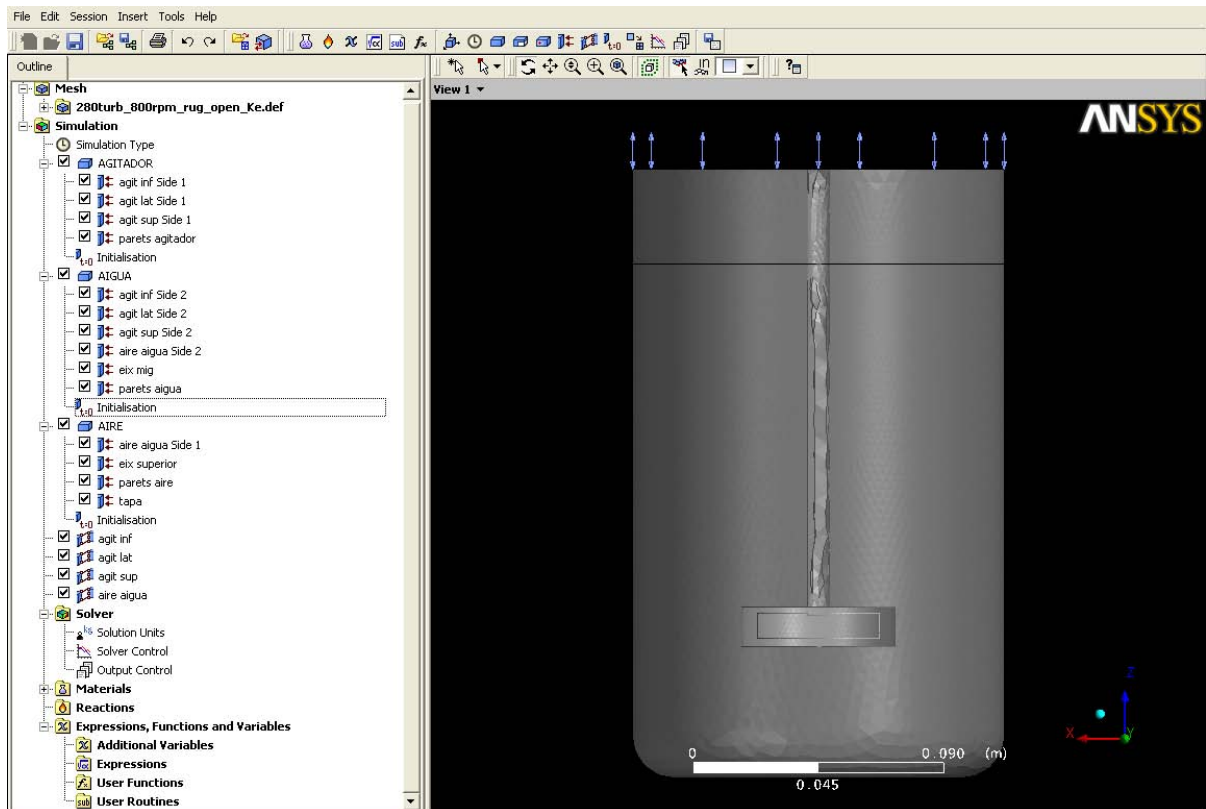 File Edit Session Insert Tools Help
Outline
Mesh
280turb_800rpm_rug_open_Ke.def
Simulation
Simulation Type
AGITADOR
agit inf Side 1
agit lat Side 1
agit sup Side 1
parets agitador
Initialisation
AIGUA
agit inf Side 2
agit lat Side 2
agit sup Side 2
aire aigua Side 2
eix mig
parets aigua
Initialisation
AIRE
aire aigua Side 1
eix superior
parets aire
tapa
Initialisation
agit inf
agit lat
agit sup
aire aigua
Solver
Solution Units
Solver Control
Output Control
Materials
Reactions
Expressions, Functions and Variables
Additional Variables
Expressions
User Functions
User Routines
View 1
ANSYS
Z
X
Y
0 0.090 (m)
0.045